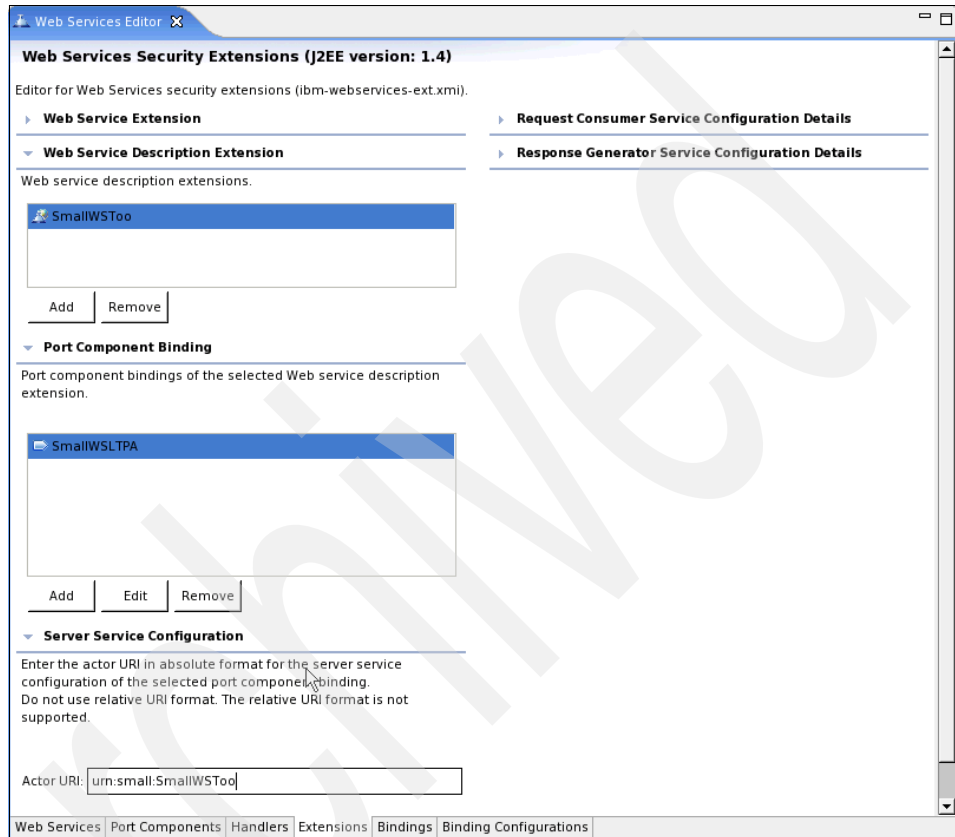 Web Services Editor
Web Services Security Extensions (J2EE version: 1.4)
Editor for Web Services security extensions (ibm-webservices-ext.xmi).
Web Service Extension
Web Service Description Extension
Web service description extensions.
SmallWSToo
Add Remove
Port Component Binding
Port component bindings of the selected Web service description
extension.
SmallWSLTPA
Add Edit Remove
Server Service Configuration
Enter the actor URI in absolute format for the server service
configuration of the selected port component binding.
Do not use relative URI format. The relative URI format is not
supported.
Actor URI: urn:small:SmallWSToo
Request Consumer Service Configuration Details
Response Generator Service Configuration Details
Web Services Port Components Handlers Extensions Bindings Binding Configurations
rchived